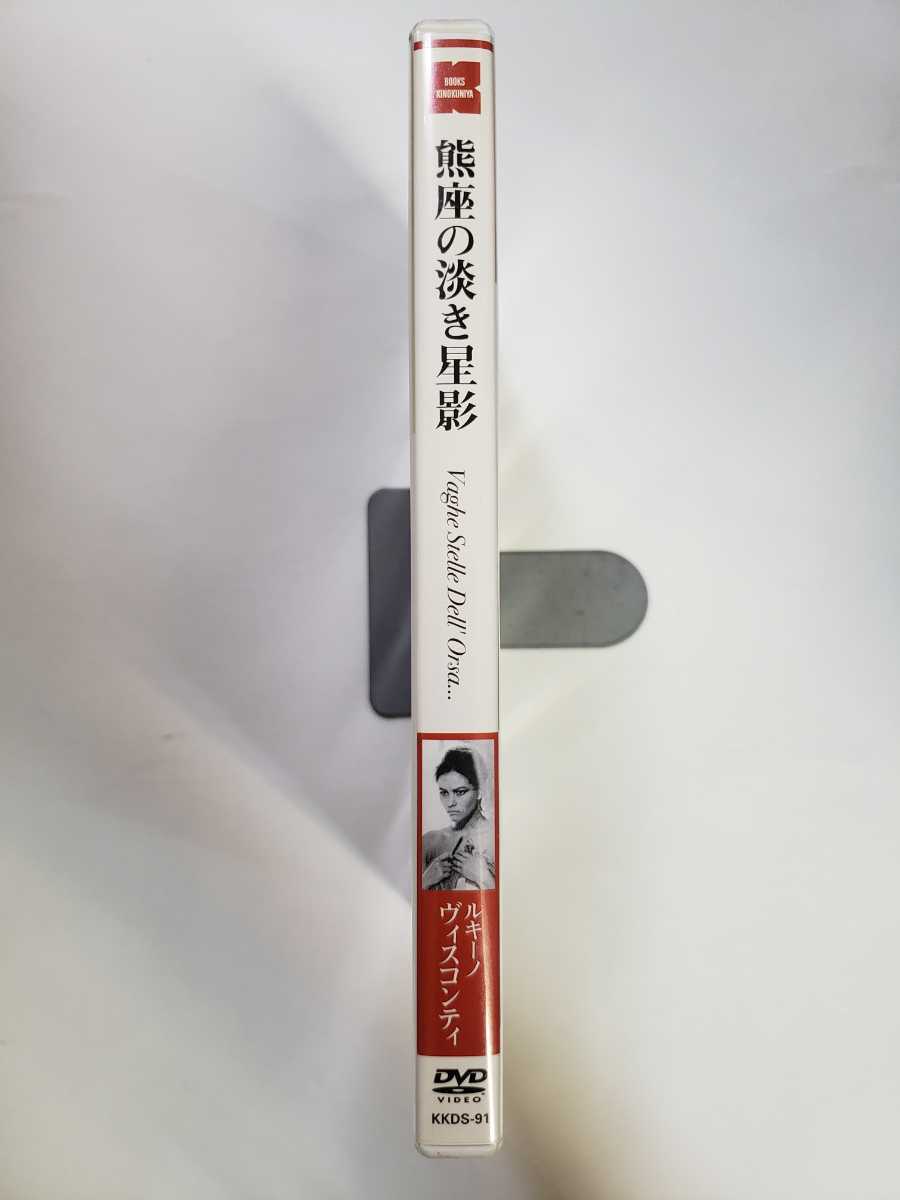 BOOKS
KINOKUNIYA
熊座の淡き星影
Vaghe Stelle Dell' Orsa...
ルキーノ
ヴィスコンティ
DVD
VIDEO
KKDS-91